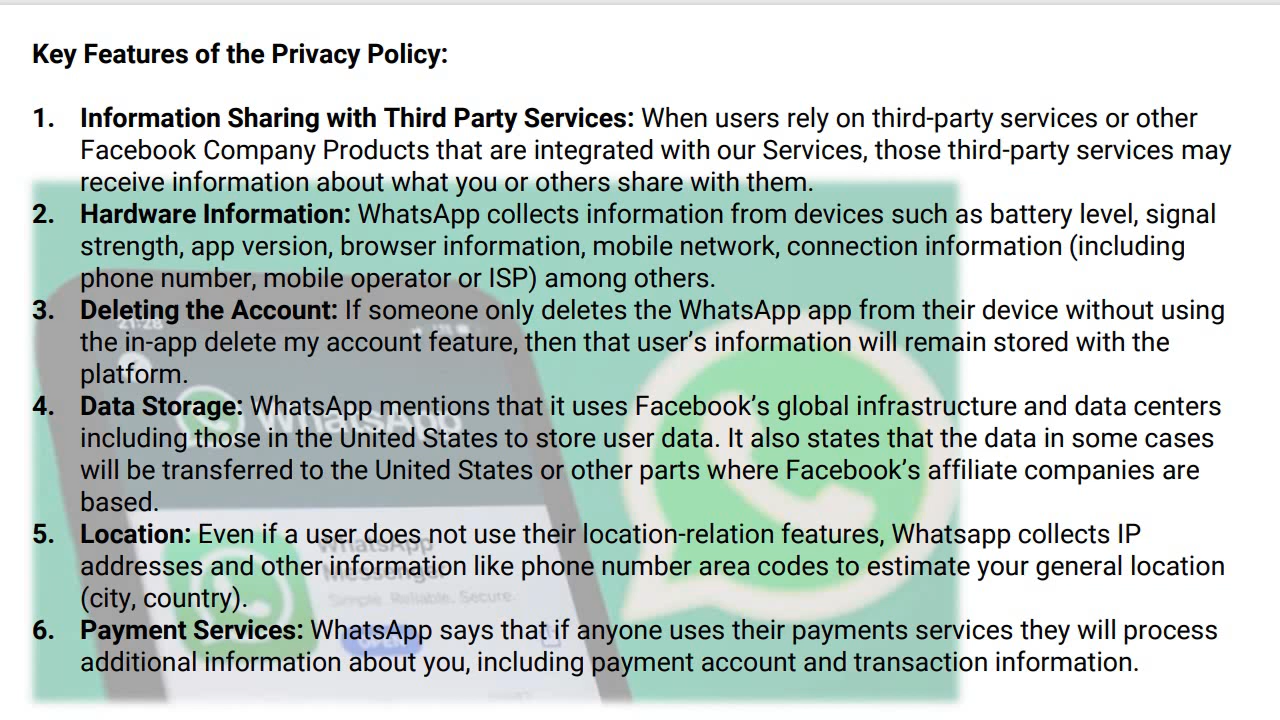 Key Features of the Privacy Policy:
1. Information Sharing with Third Party Services: When users rely on third-party services or other
Facebook Company Products that are integrated with our Services, those third-party services may
receive information about what you or others share with them.
2. Hardware Information: WhatsApp collects information from devices such as battery level, signal
strength, app version, browser information, mobile network, connection information (including
phone number, mobile operator or ISP) among others.
3. Deleting the Account: If someone only deletes the WhatsApp app from their device without using
the in-app delete my account feature, then that user’s information will remain stored with the
platform.
4. Data Storage: WhatsApp mentions that it uses Facebook’s global infrastructure and data centers
including those in the United States to store user data. It also states that the data in some cases
will be transferred to the United States or other parts where Facebook’s affiliate companies are
based.
5. Location: Even if a user does not use their location-relation features, Whatsapp collects IP
addresses and other information like phone number area codes to estimate your general location
(city, country).
6. Payment Services: WhatsApp says that if anyone uses their payments services they will process
additional information about you, including payment account and transaction information.
21:28
WhatsApp
WhatsApp
Messenger
Simple. Reliable. Secure.